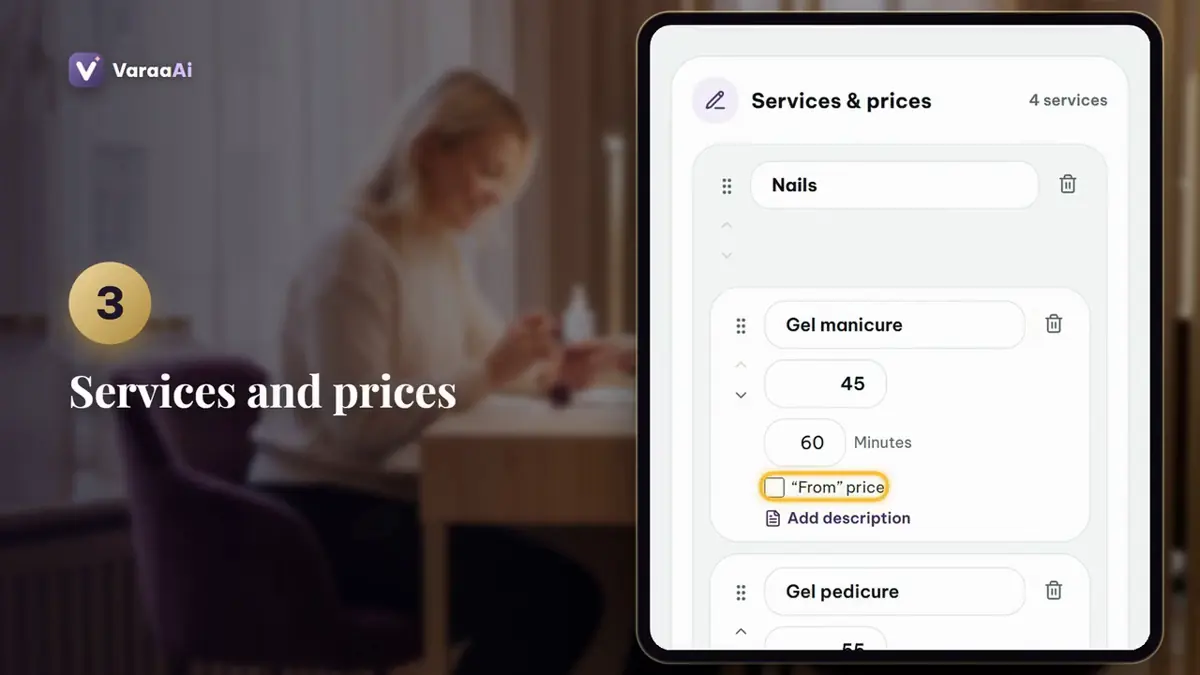 VaraaAi
3
Services and prices
Services & prices
4 services
Nails
Gel manicure
45
60 Minutes
“From” price
Add description
Gel pedicure
55